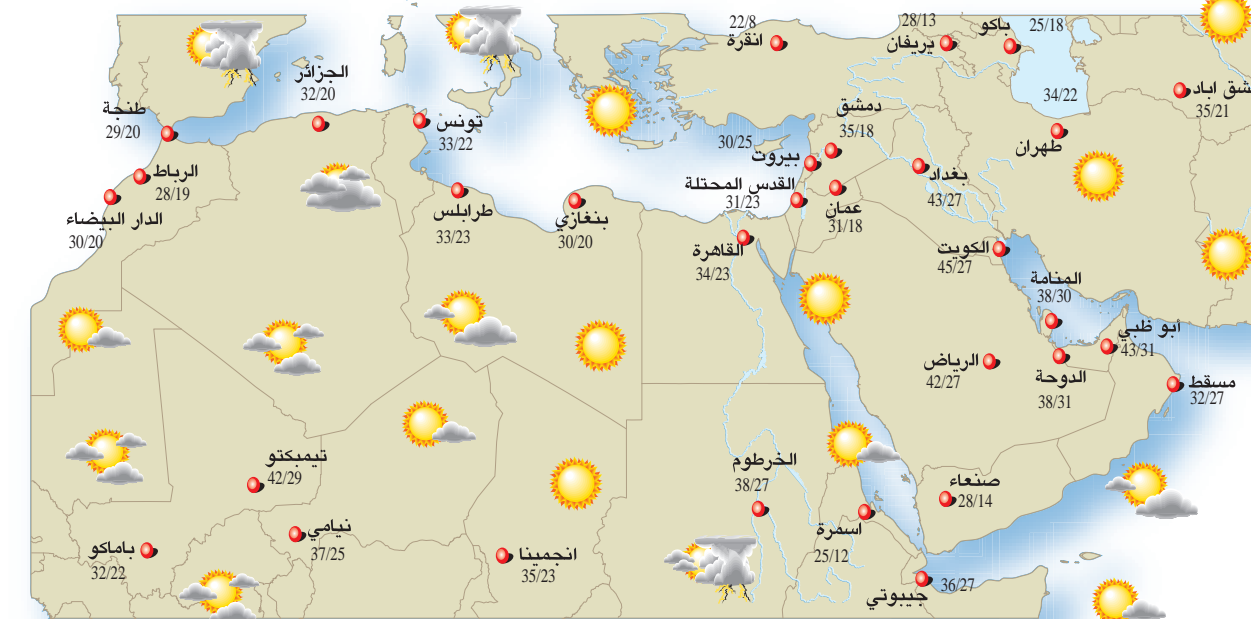 22/8
انقرة
28/13
يريفان
باكو
25/18
34/22
شق اباد
35/21
طهران
الجزائر
32/20
طنجة
29/20
تونس
33/22
دمشق
35/18
30/25
بيروت
القدس المحتلة
31/23
عمان
31/18
بغداد
43/27
الرباط
28/19
الدار البيضاء
30/20
طرابلس
33/23
بنغازي
30/20
القاهرة
34/23
الكويت
45/27
المنامة
38/30
أبو ظبي
43/31
الدوحة
38/31
الرياض
42/27
مسقط
32/27
تيمبكتو
42/29
الخرطوم
38/27
صنعاء
28/14
اسمرة
25/12
نيامي
37/25
باماكو
32/22
انجمينا
35/23
36/27
جيبوتي